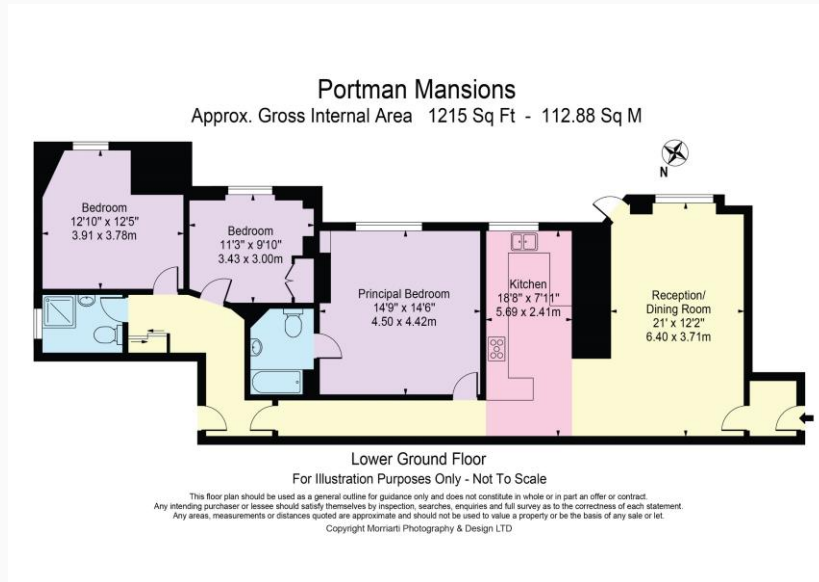 Portman Mansions
Approx. Gross Internal Area 1215 Sq Ft - 112.88 Sq M
N
Bedroom
12'10" x 12'5"
3.91 x 3.78m
Bedroom
11'3" x 9'10"
3.43 x 3.00m
Principal Bedroom
14'9" x 14'6"
4.50 x 4.42m
Kitchen
18'8" x 7'11"
5.69 x 2.41m
Reception/
Dining Room
21' x 12'2"
6.40 x 3.71m
Lower Ground Floor
For Illustration Purposes Only - Not To Scale
This floor plan should be used as a general outline for guidance only and does not constitute in whole or in part an offer or contract.
Any intending purchaser or lessee should satisfy themselves by inspection, searches, enquiries and full survey as to the correctness of each statement.
Any areas, measurements or distances quoted are approximate and should not be used to value a property or be the basis of any sale or let.
Copyright Morriarti Photography & Design LTD